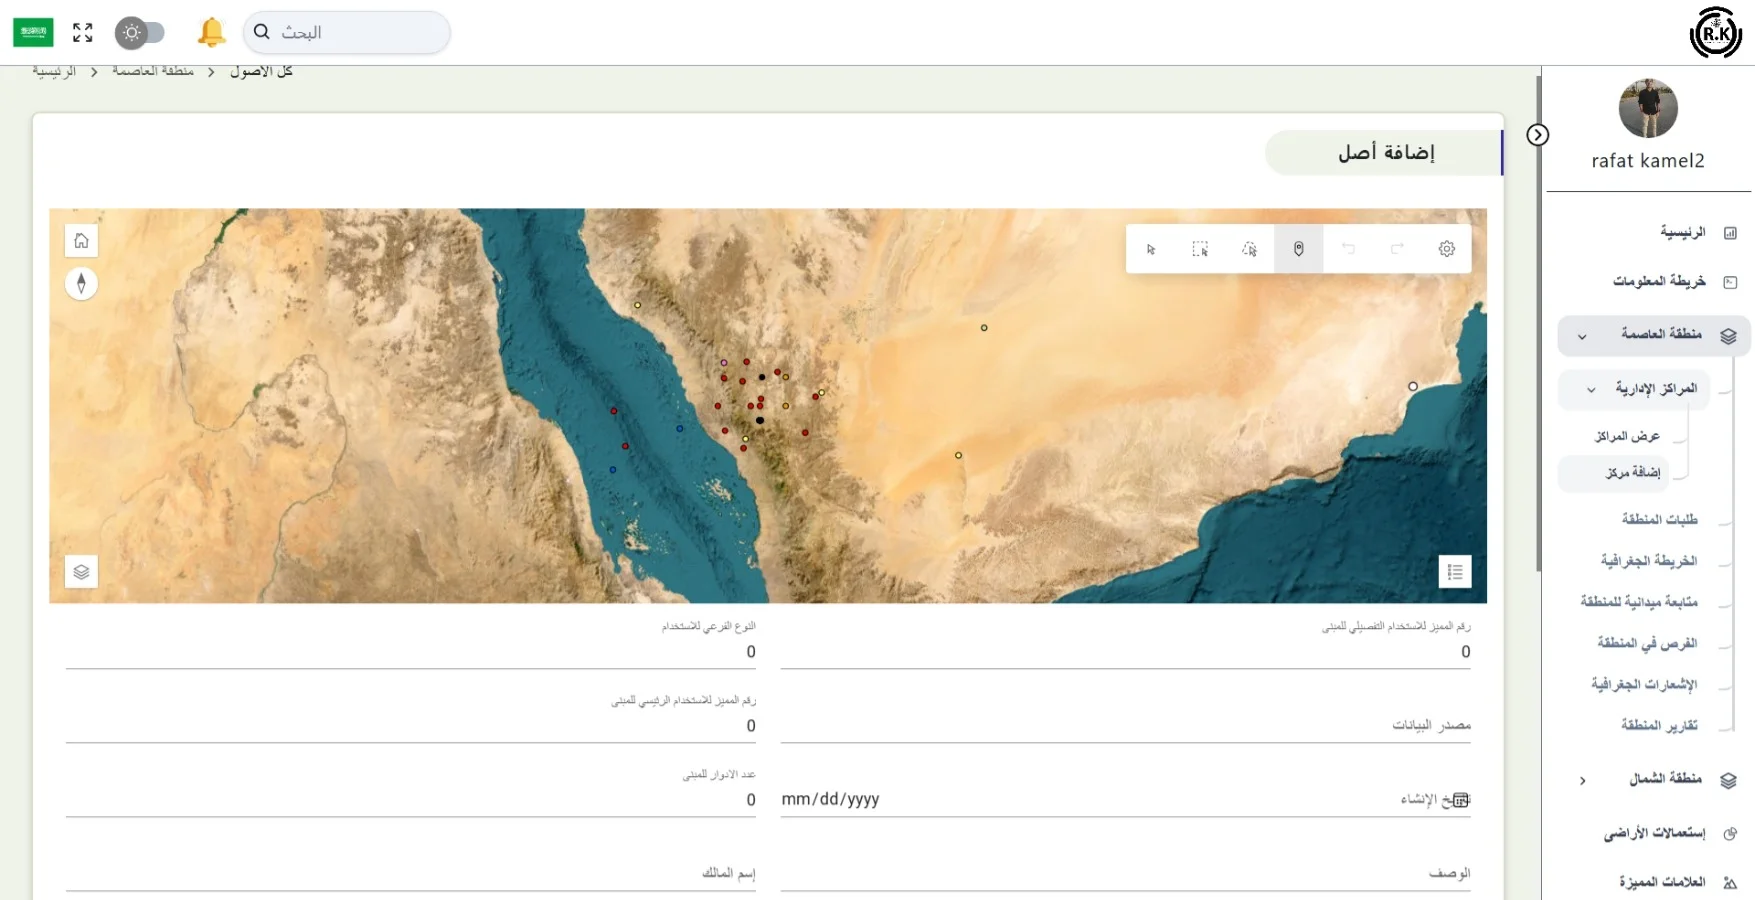 البحث
R.K
الرئيسية
منطقة العاصمة
كل الاصول
إضافة أصل
رقم المميز للاستخدام التفصيلي للمبنى
0
النوع الفرعي للاستخدام
0
مصدر البيانات
رقم المميز للاستخدام الرئيسي للمبنى
0
الإنشاء
mm/dd/yyyy
عدد الادوار للمبنى
0
الوصف
إسم المالك
rafat kamel2
الرئيسية
خريطة المعلومات
منطقة العاصمة
المراكز الإدارية
عرض المراكز
إضافة مركز
طلبات المنطقة
الخريطة الجغرافية
متابعة ميدانية للمنطقة
الفرص في المنطقة
الإشعارات الجغرافية
تقارير المنطقة
منطقة الشمال
إستعمالات الأراضى
العلامات المميزة